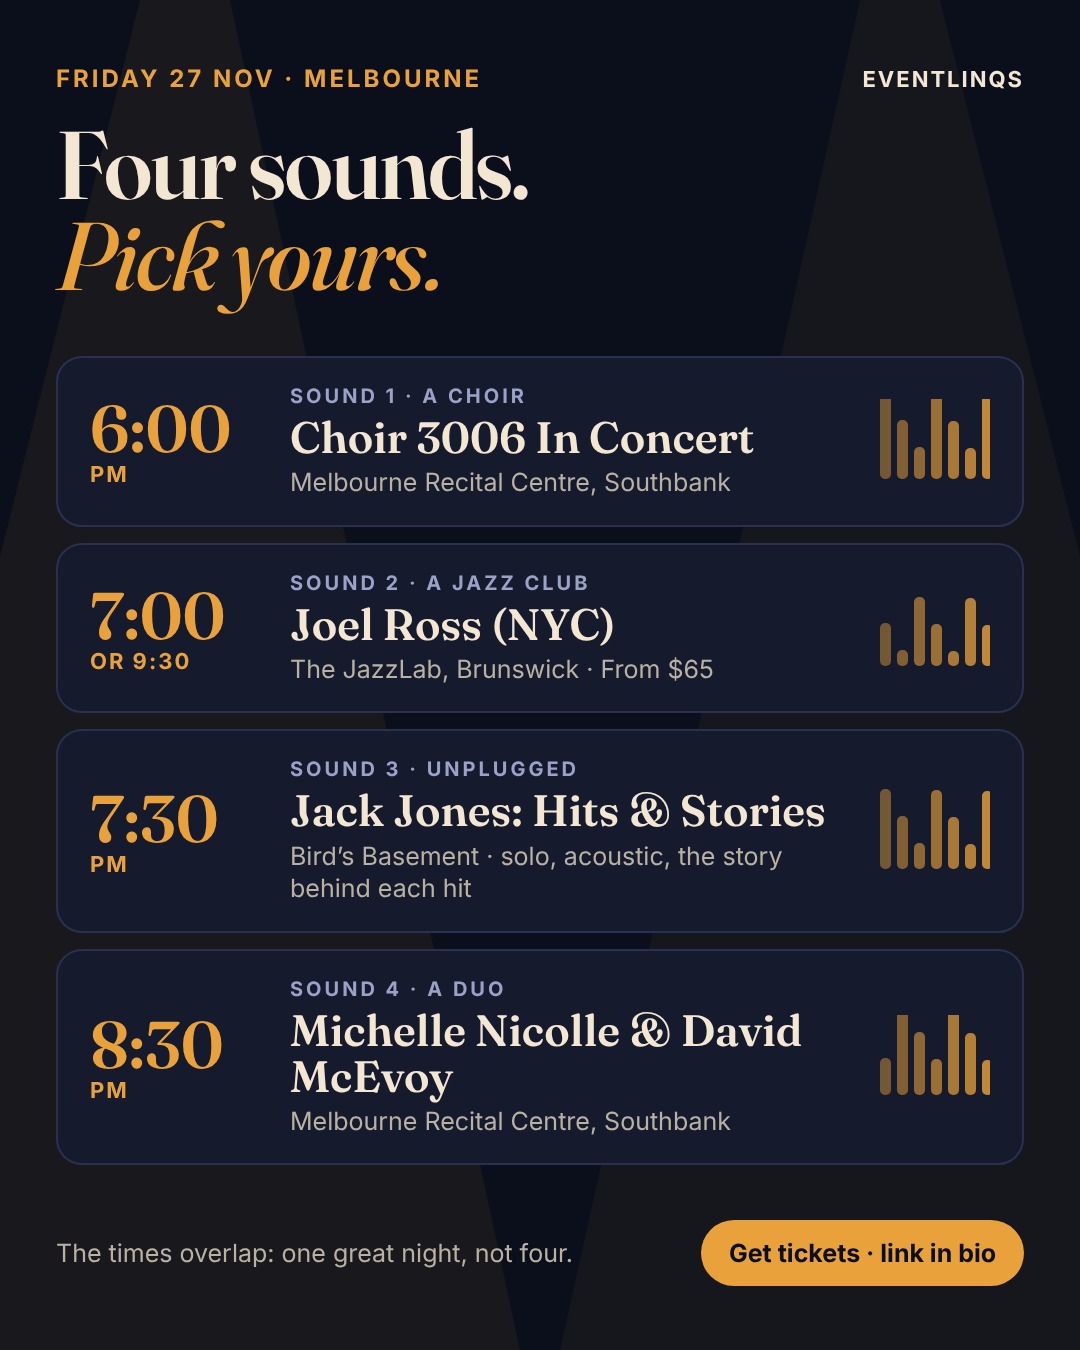 FRIDAY 27 NOV · MELBOURNE
EVENTLINQS
Four sounds.
Pick yours.
6:00
PM
SOUND 1 · A CHOIR
Choir 3006 In Concert
Melbourne Recital Centre, Southbank
7:00
OR 9:30
SOUND 2 · A JAZZ CLUB
Joel Ross (NYC)
The JazzLab, Brunswick · From $65
7:30
PM
SOUND 3 · UNPLUGGED
Jack Jones: Hits & Stories
Bird’s Basement · solo, acoustic, the story
behind each hit
8:30
PM
SOUND 4 · A DUO
Michelle Nicolle & David
McEvoy
Melbourne Recital Centre, Southbank
The times overlap: one great night, not four.
Get tickets · link in bio